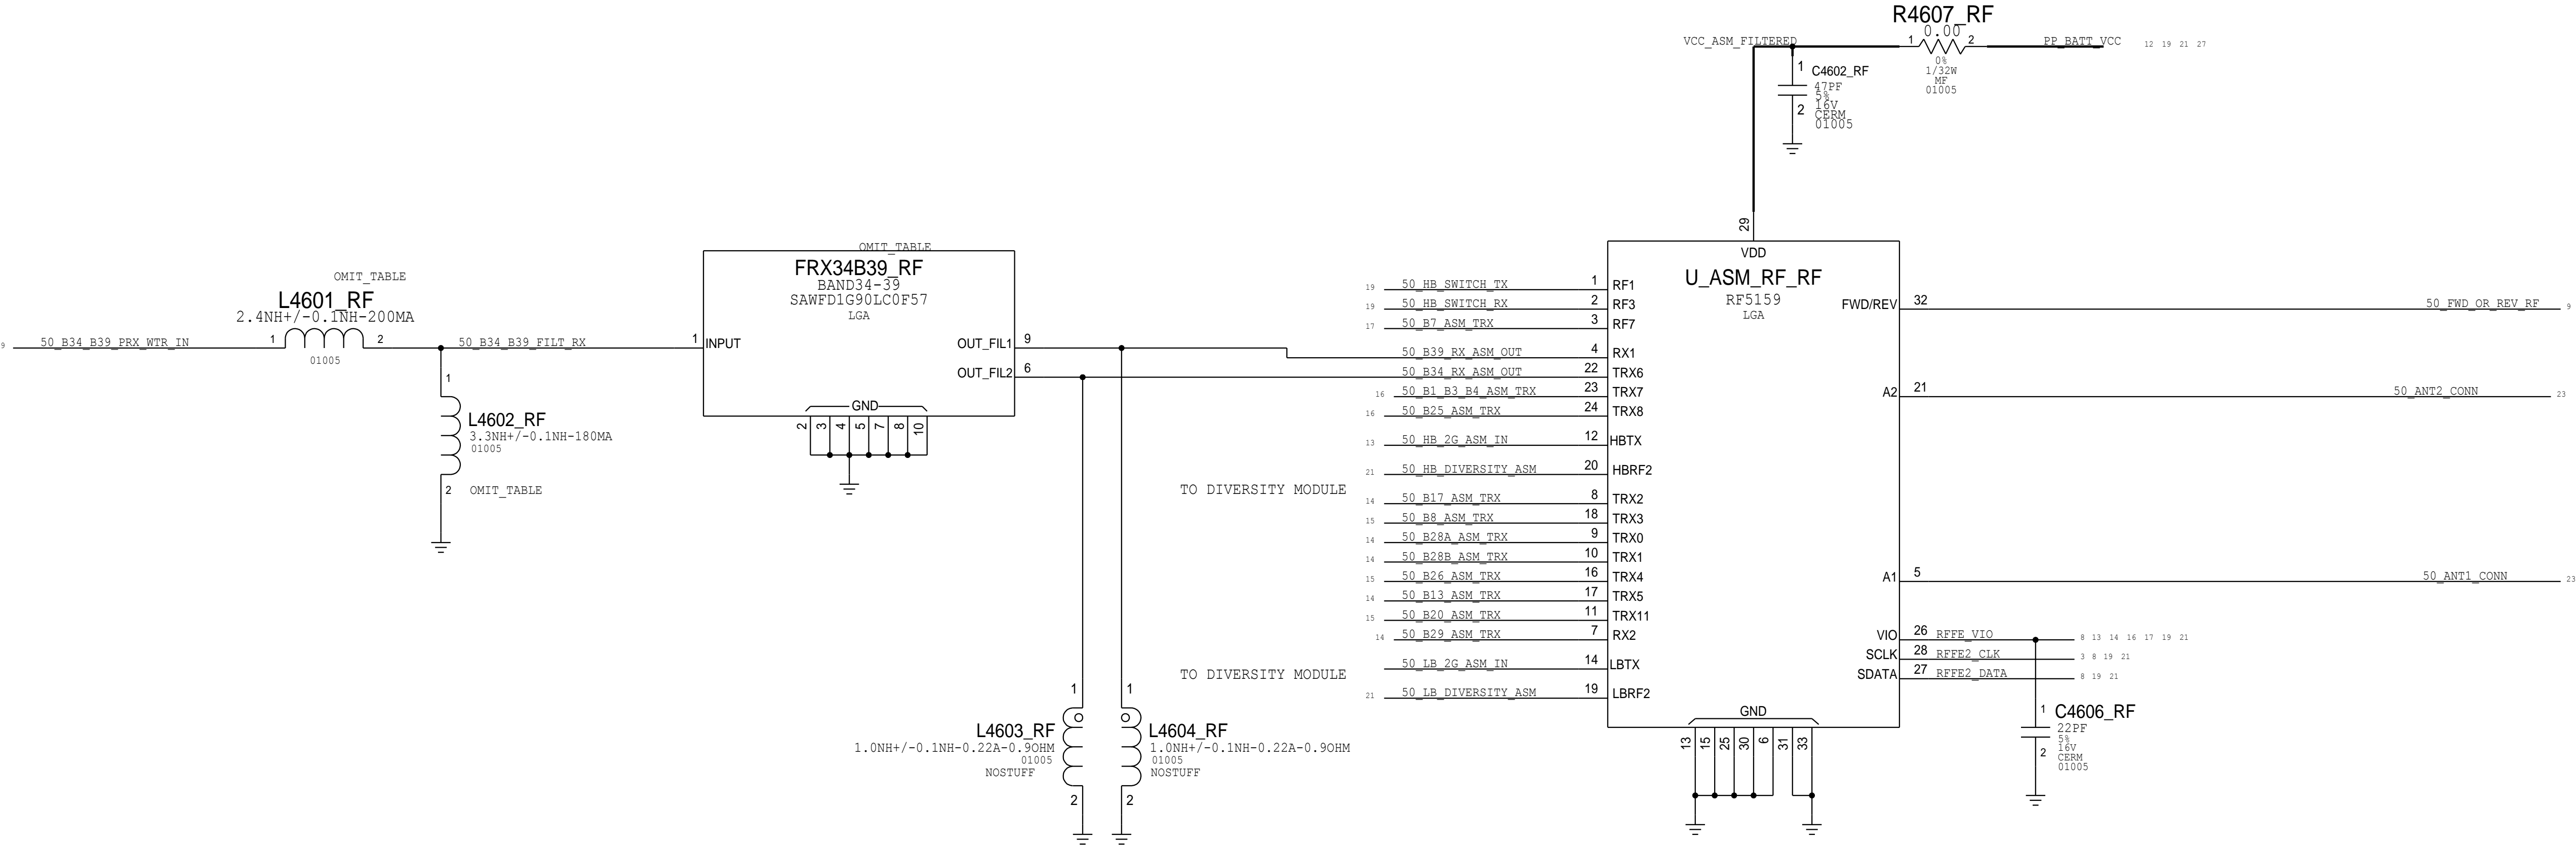 R4607_RF
0.00
VCC_ASM_FILTERED
1
2
PP_BATT_VCC
12 19 21 27
0%
1/32W
MF
01005
1
C4602_RF
47PF
5%
16V
CERM
01005
2
OMIT_TABLE
L4601_RF
2.4NH+/-0.1NH-200MA
9
50_B34_B39_PRX_WTR_IN
1
2
01005
50_B34_B39_FILT_RX
1
L4602_RF
3.3NH+/-0.1NH-180MA
01005
2
OMIT_TABLE
OMIT_TABLE
FRX34B39_RF
BAND34-39
SAWFD1G90LC0F57
LGA
1
INPUT
OUT_FIL1
9
OUT_FIL2
6
GND
2
3
4
5
7
8
10
1
L4603_RF
1.0NH+/-0.1NH-0.22A-0.9OHM
01005
NOSTUFF
2
1
L4604_RF
1.0NH+/-0.1NH-0.22A-0.9OHM
01005
NOSTUFF
2
TO DIVERSITY MODULE
TO DIVERSITY MODULE
29
VDD
U_ASM_RF_RF
RF5159
LGA
19 50_HB_SWITCH_TX 1 RF1
19 50_HB_SWITCH_RX 2 RF3
17 50_B7_ASM_TRX 3 RF7
50_B39_RX_ASM_OUT 4 RX1
50_B34_RX_ASM_OUT 22 TRX6
16 50_B1_B3_B4_ASM_TRX 23 TRX7
16 50_B25_ASM_TRX 24 TRX8
13 50_HB_2G_ASM_IN 12 HBTX
21 50_HB_DIVERSITY_ASM 20 HBRF2
14 50_B17_ASM_TRX 8 TRX2
15 50_B8_ASM_TRX 18 TRX3
14 50_B28A_ASM_TRX 9 TRX0
14 50_B28B_ASM_TRX 10 TRX1
15 50_B26_ASM_TRX 16 TRX4
14 50_B13_ASM_TRX 17 TRX5
15 50_B20_ASM_TRX 11 TRX11
14 50_B29_ASM_TRX 7 RX2
50_LB_2G_ASM_IN 14 LBTX
21 50_LB_DIVERSITY_ASM 19 LBRF2
FWD/REV 32 50_FWD_OR_REV_RF 9
A2 21 50_ANT2_CONN 23
A1 5 50_ANT1_CONN 23
VIO 26 RFFE_VIO 8 13 14 16 17 19 21
SCLK 28 RFFE2_CLK 3 8 19 21
SDATA 27 RFFE2_DATA 8 19 21
GND
13
15
25
30
6
31
33
1
C4606_RF
22PF
5%
16V
CERM
01005
2